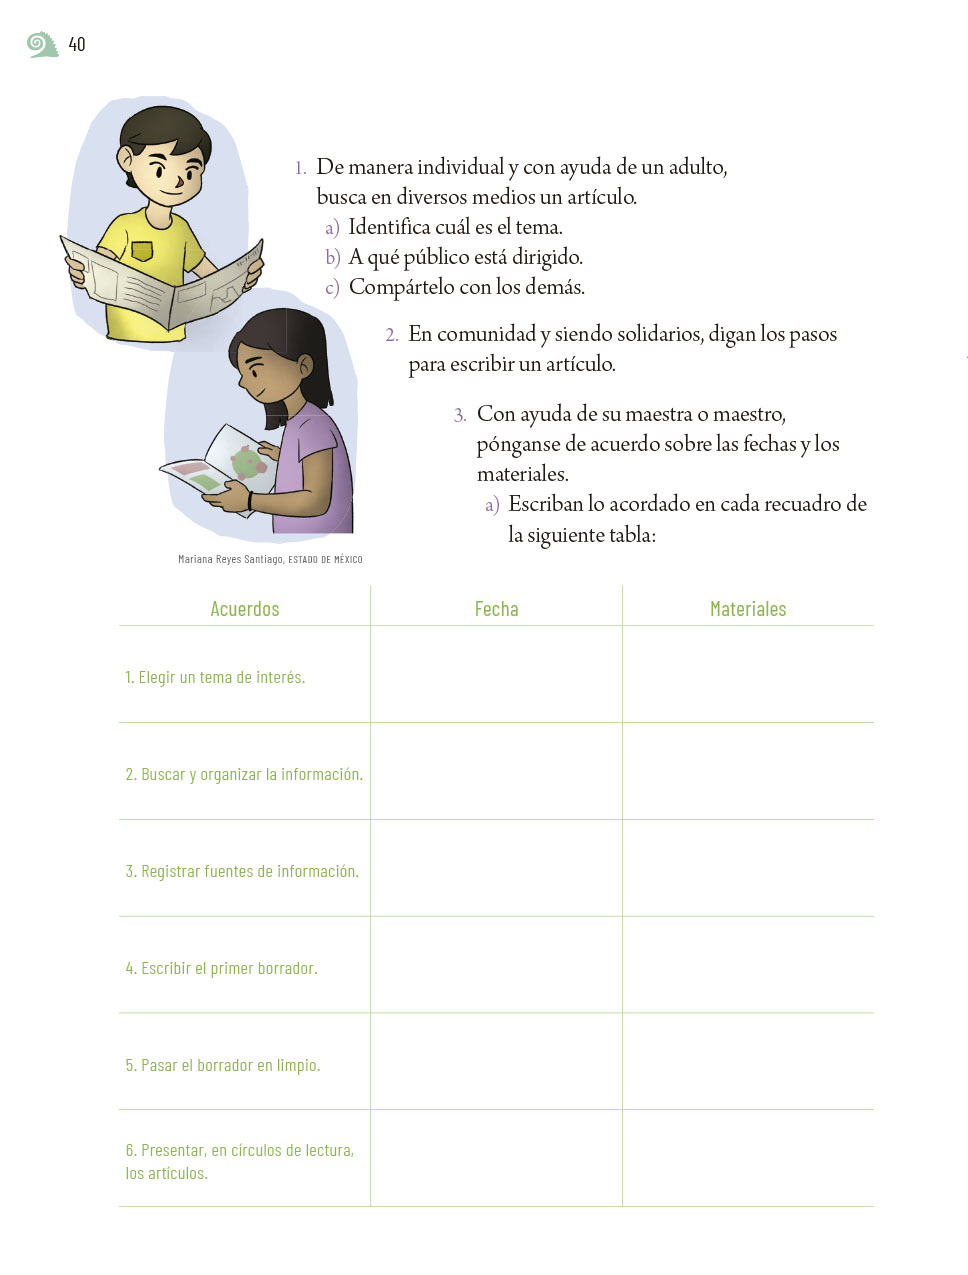 40
1. De manera individual y con ayuda de un adulto,
busca en diversos medios un artículo.
a) Identifica cuál es el tema.
b) A qué público está dirigido.
c) Compártelo con los demás.
2. En comunidad y siendo solidarios, digan los pasos
para escribir un artículo.
3. Con ayuda de su maestra o maestro,
pónganse de acuerdo sobre las fechas y los
materiales.
a) Escriban lo acordado en cada recuadro de
la siguiente tabla:
Mariana Reyes Santiago, ESTADO DE MÉXICO
Acuerdos Fecha Materiales
1. Elegir un tema de interés.
2. Buscar y organizar la información.
3. Registrar fuentes de información.
4. Escribir el primer borrador.
5. Pasar el borrador en limpio.
6. Presentar, en círculos de lectura,
los artículos.